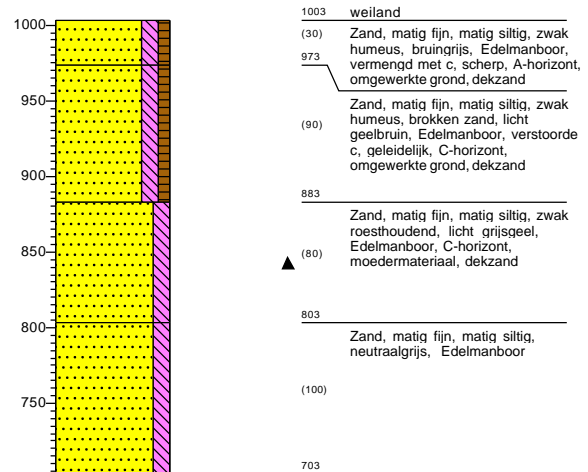 1003 weiland
1000
(30) Zand, matig fijn, matig siltig, zwak
humeus, bruingrijs, Edelmanboor,
973 vermengd met c, scherp, A-horizont,
omgewerkte grond, dekzand
950
Zand, matig fijn, matig siltig, zwak
humeus, brokken zand, licht
(90) geelbruin, Edelmanboor, verstoorde
c, geleidelijk, C-horizont,
omgewerkte grond, dekzand
900
883
Zand, matig fijn, matig siltig, zwak
roesthoudend, licht grijsgeel,
850
(80) Edelmanboor, C-horizont,
moedermateriaal, dekzand
803
800
Zand, matig fijn, matig siltig,
neutraalgrijs, Edelmanboor
(100)
750
703